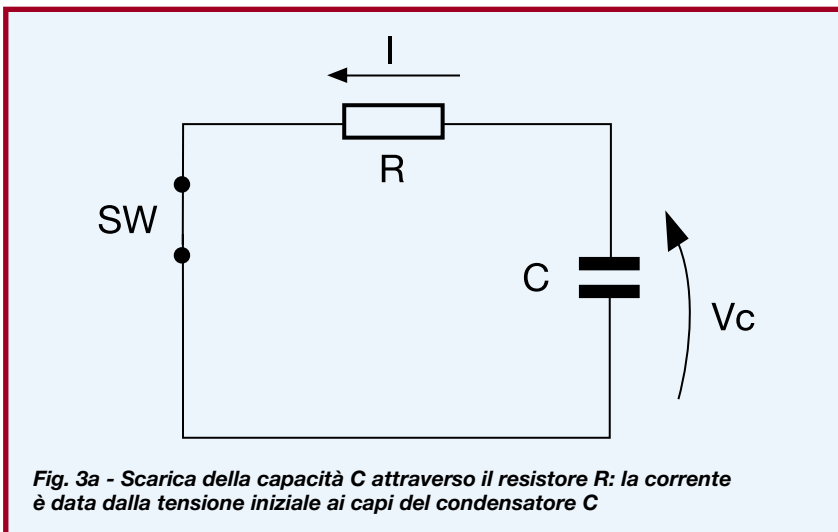 I
R
SW
C
Vc
Fig. 3a - Scarica della capacità C attraverso il resistore R: la corrente
è data dalla tensione iniziale ai capi del condensatore C